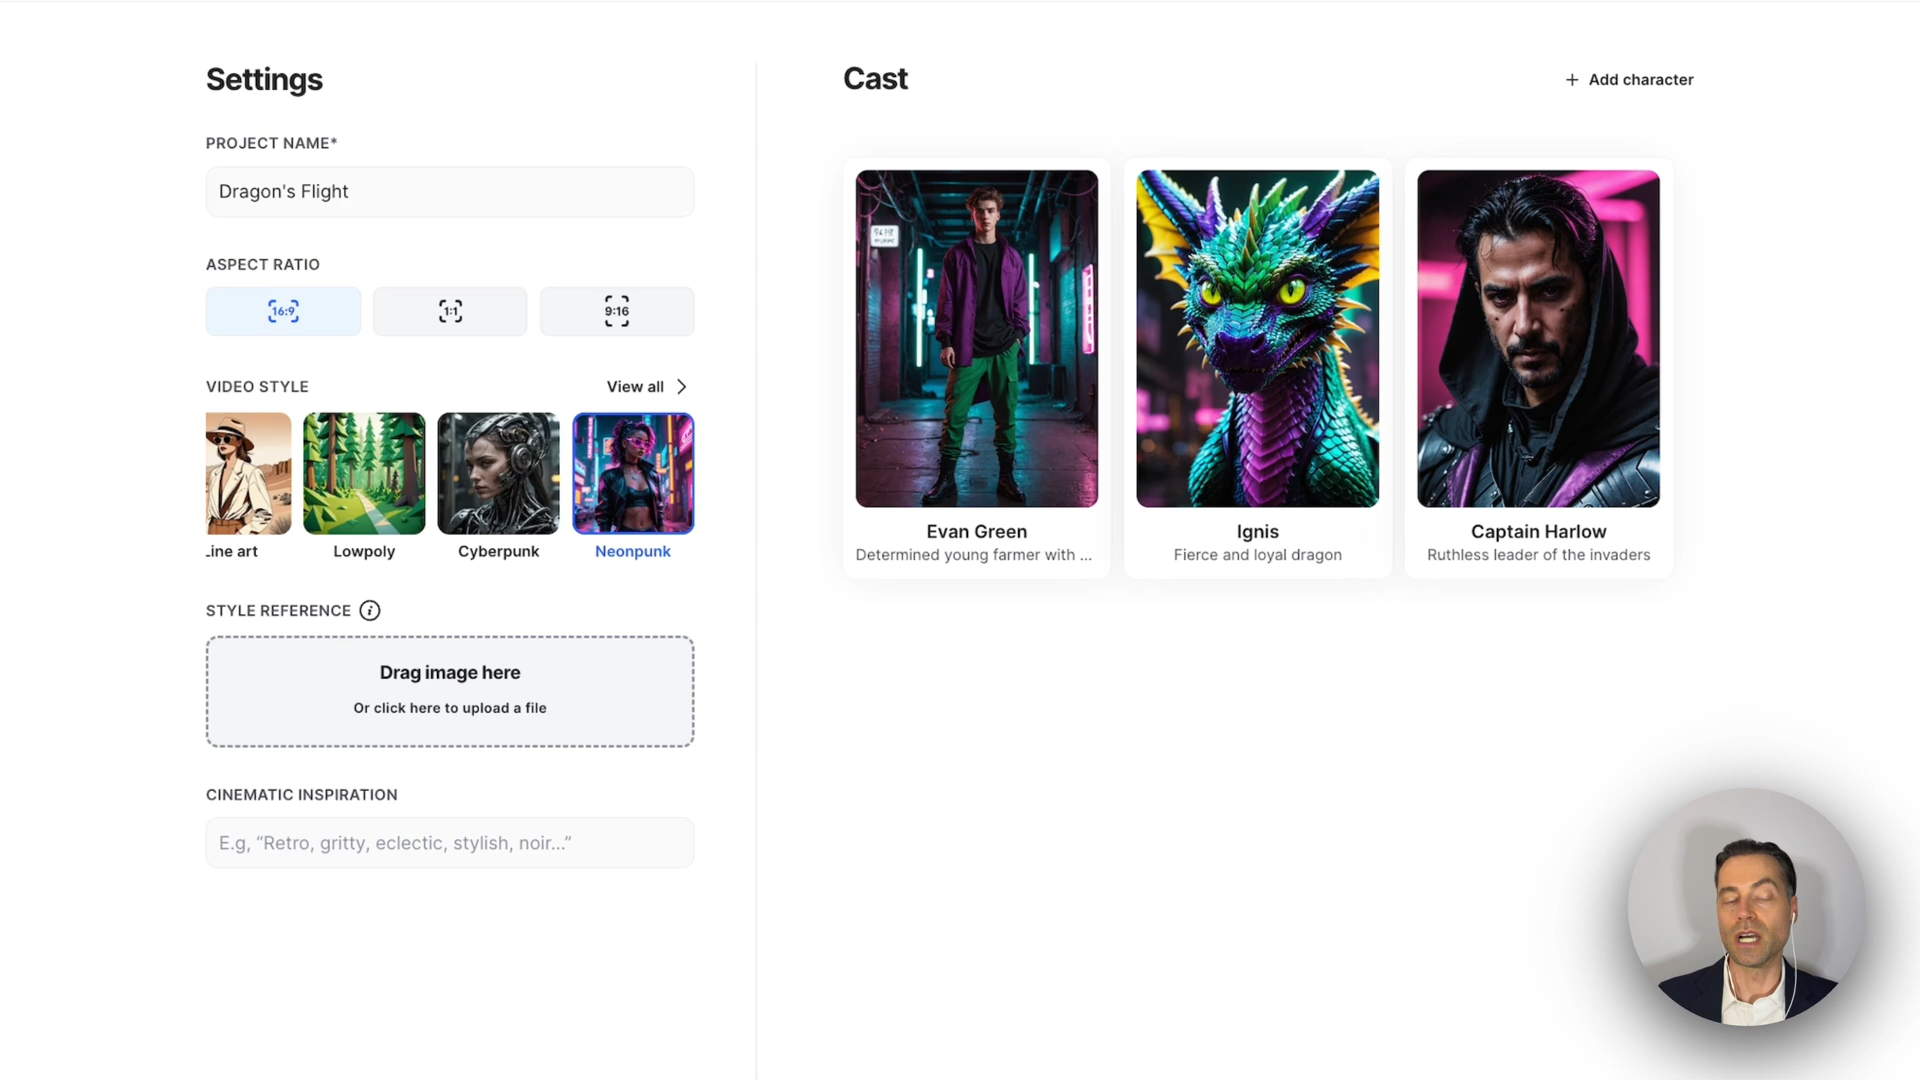 Settings
PROJECT NAME*
Dragon's Flight
ASPECT RATIO
16:9
1:1
9:16
VIDEO STYLE
View all
Line art
Lowpoly
Cyberpunk
Neonpunk
STYLE REFERENCE
Drag image here
Or click here to upload a file
CINEMATIC INSPIRATION
E.g, “Retro, gritty, eclectic, stylish, noir...”
Cast
+ Add character
Evan Green
Determined young farmer with ...
Ignis
Fierce and loyal dragon
Captain Harlow
Ruthless leader of the invaders